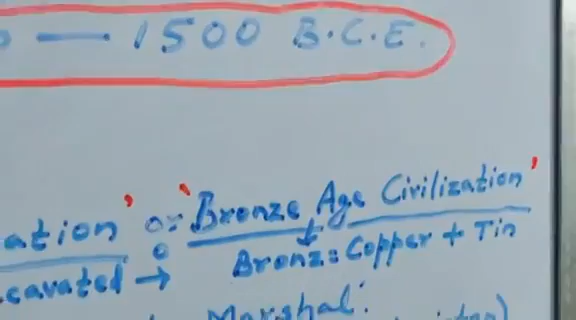 — 1500 B.C.E.
ation' or 'Bronze Age Civilization'
cavated → Bronz: Copper + Tin
Marshal: